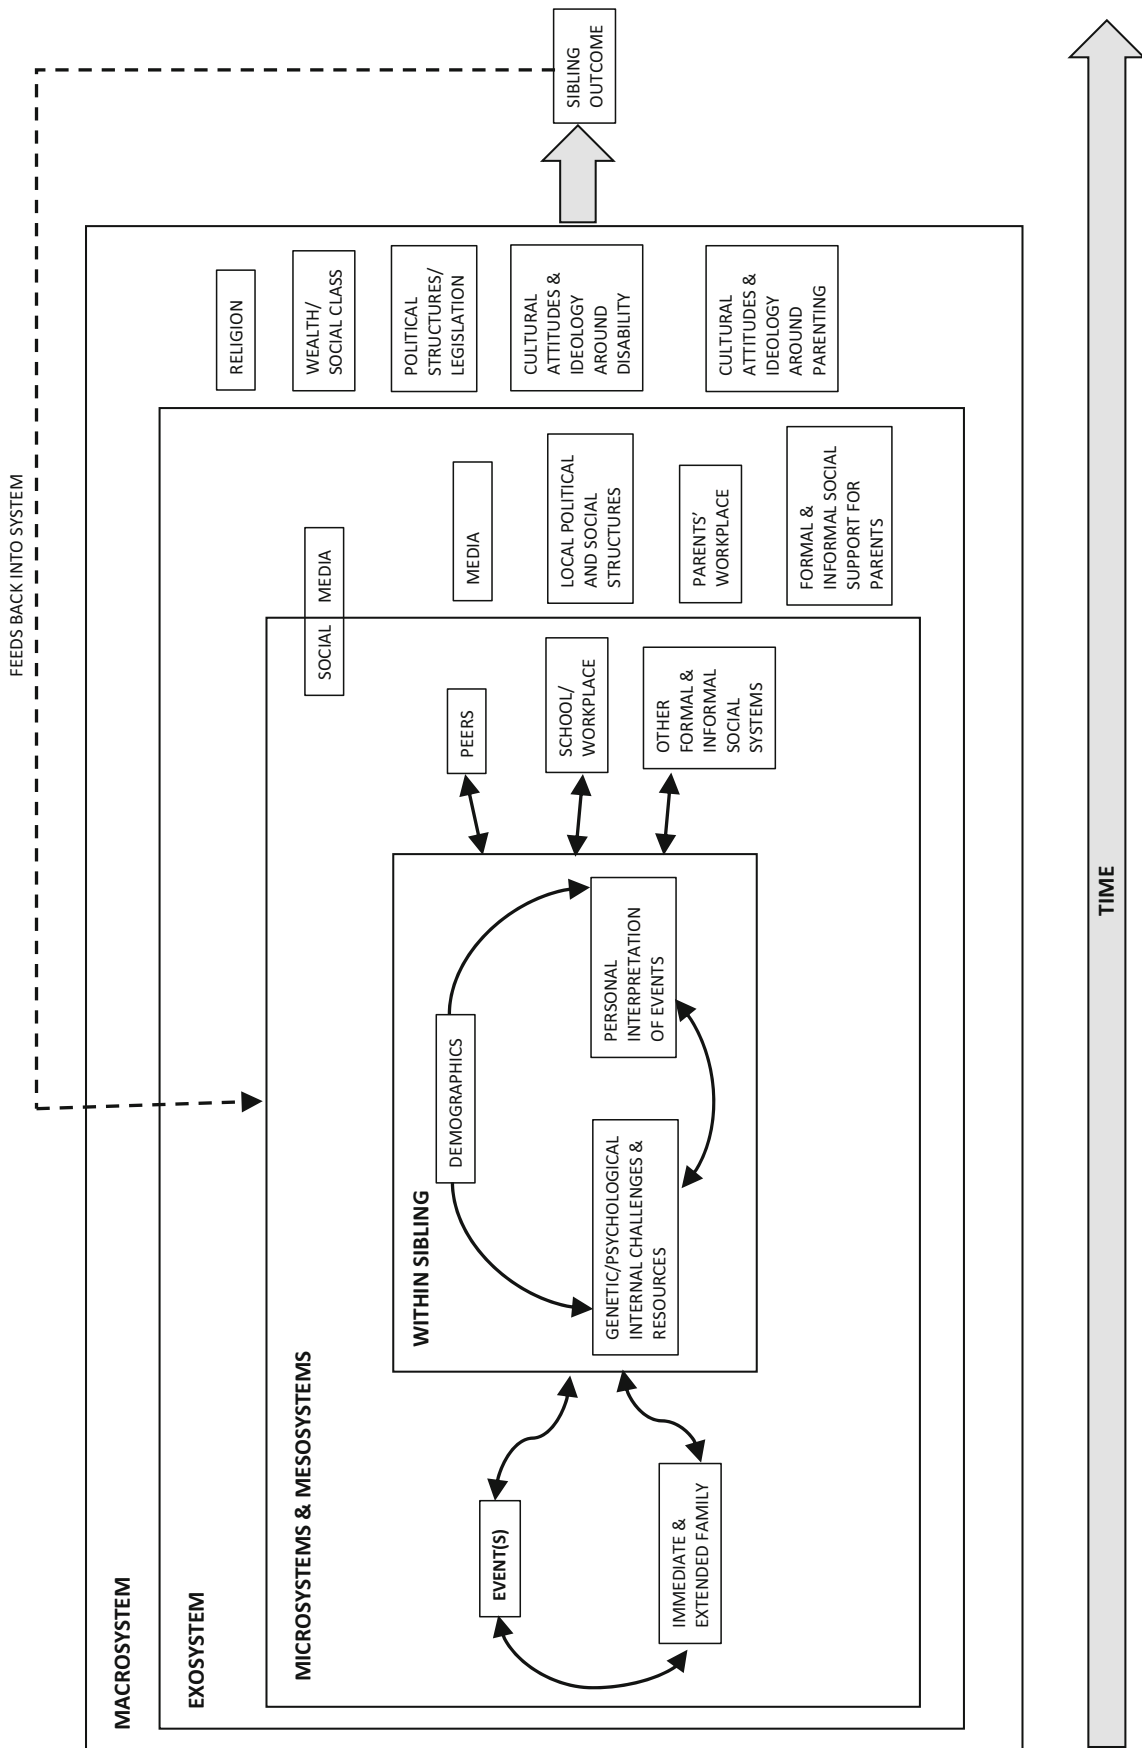 FEEDS BACK INTO SYSTEM
SIBLING
OUTCOME
MACROSYSTEM
RELIGION
WEALTH/
SOCIAL CLASS
POLITICAL
STRUCTURES/
LEGISLATION
CULTURAL
ATTITUDES &
IDEOLOGY
AROUND
DISABILITY
CULTURAL
ATTITUDES &
IDEOLOGY
AROUND
PARENTING
EXOSYSTEM
SOCIAL MEDIA
MEDIA
LOCAL POLITICAL
AND SOCIAL
STRUCTURES
PARENTS’
WORKPLACE
FORMAL &
INFORMAL SOCIAL
SUPPORT FOR
PARENTS
MICROSYSTEMS & MESOSYSTEMS
PEERS
SCHOOL/
WORKPLACE
OTHER
FORMAL &
INFORMAL
SOCIAL
SYSTEMS
WITHIN SIBLING
DEMOGRAPHICS
GENETIC/PSYCHOLOGICAL
INTERNAL CHALLENGES &
RESOURCES
PERSONAL
INTERPRETATION
OF EVENTS
EVENT(S)
IMMEDIATE &
EXTENDED FAMILY
TIME